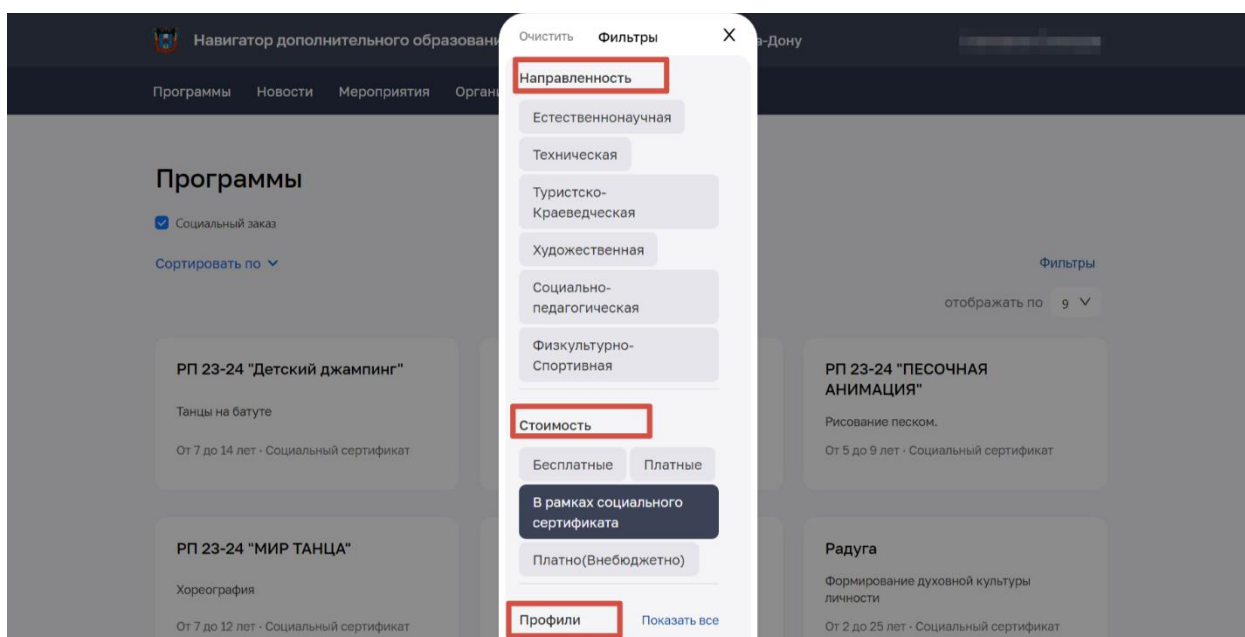 Навигатор дополнительного образовани
а-Дону
Программы Новости Мероприятия Орган
Программы
Социальный заказ
Сортировать по
Фильтры
отображать по 9
РП 23-24 "Детский джампинг"
Танцы на батуте
От 7 до 14 лет · Социальный сертификат
РП 23-24 "ПЕСОЧНАЯ
АНИМАЦИЯ"
Рисование песком.
От 5 до 9 лет · Социальный сертификат
РП 23-24 "МИР ТАНЦА"
Хореография
От 7 до 12 лет · Социальный сертификат
Радуга
Формирование духовной культуры
личности
От 2 до 25 лет · Социальный сертификат
Очистить Фильтры X
Направленность
Естественнонаучная
Техническая
Туристско-
Краеведческая
Художественная
Социально-
педагогическая
Физкультурно-
Спортивная
Стоимость
Бесплатные Платные
В рамках социального
сертификата
Платно(Внебюджетно)
Профили Показать все